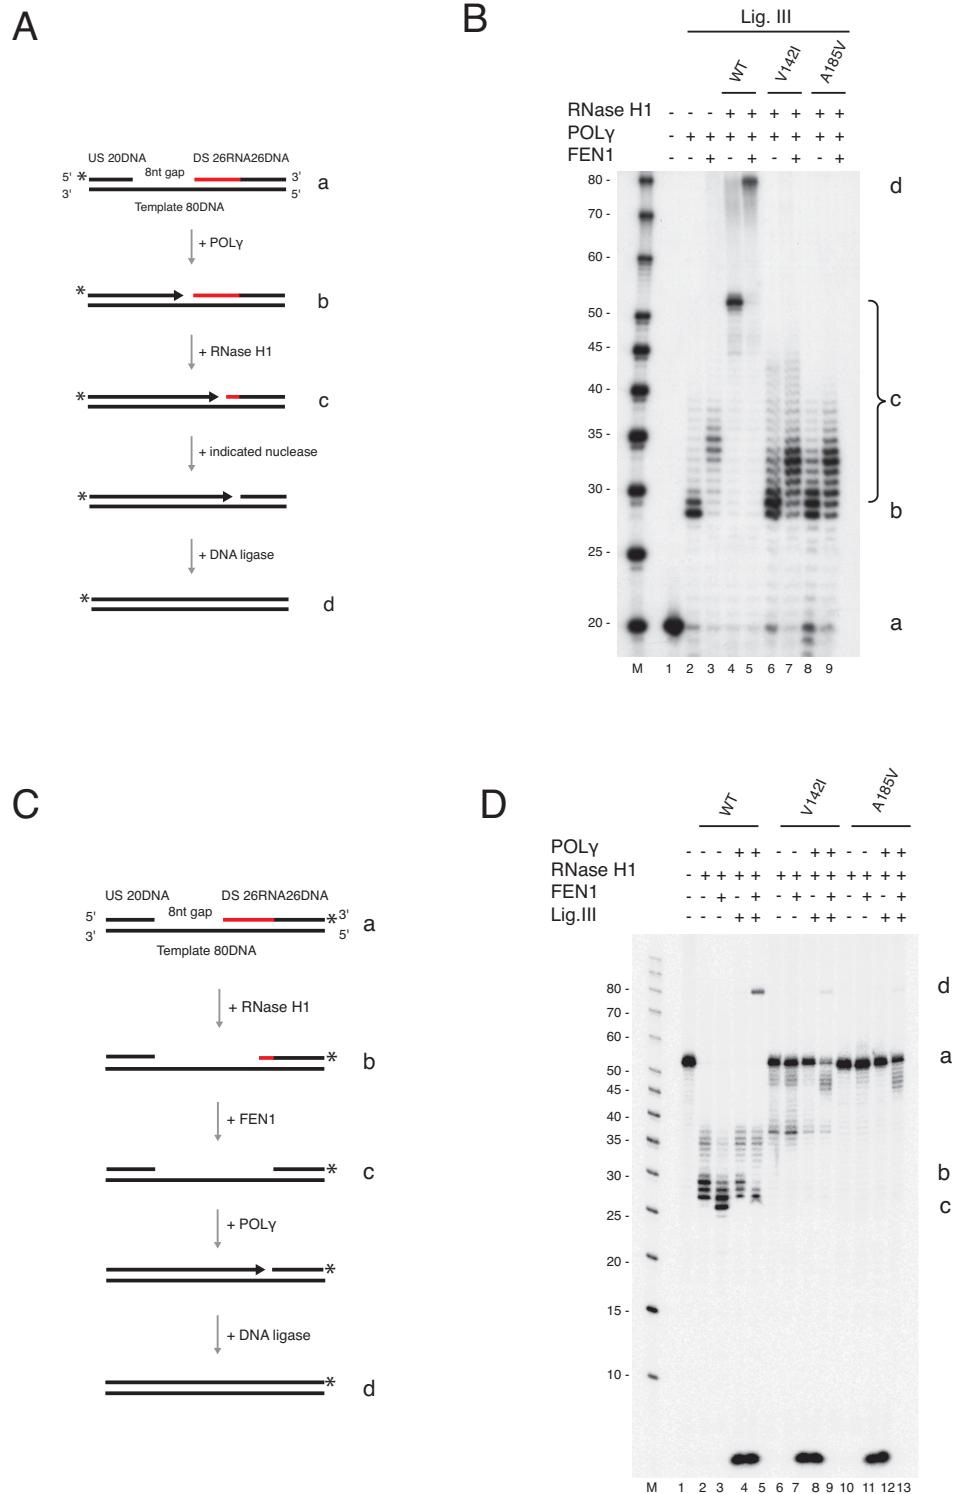 A
US 20DNA
DS 26RNA26DNA
8nt gap
5'
*
3'
3'
5'
a
Template 80DNA
+ POLγ
*
b
+ RNase H1
*
c
+ indicated nuclease
*
+ DNA ligase
*
d
B
Lig. III
WT
V142I
A185V
RNase H1 - - - + + + + + +
POLγ - + + + + + + + +
FEN1 - - + - + - + - +
80 -
70 -
60 -
50 -
45 -
40 -
35 -
30 -
25 -
20 -
d
c
b
a
M 1 2 3 4 5 6 7 8 9
C
US 20DNA
DS 26RNA26DNA
8nt gap
5'
* 3'
3'
5'
a
Template 80DNA
+ RNase H1
*
b
+ FEN1
*
c
+ POLγ
*
+ DNA ligase
*
d
D
WT
V142I
A185V
POLγ - - - + + - - + + - - + +
RNase H1 - + + + + + + + + + + + +
FEN1 - - + - + - + - + - + - +
Lig.III - - - + + - - + + - - + +
80 -
70 -
60 -
50 -
45 -
40 -
35 -
30 -
25 -
20 -
15 -
10 -
d
a
b
c
M 1 2 3 4 5 6 7 8 9 10 11 12 13